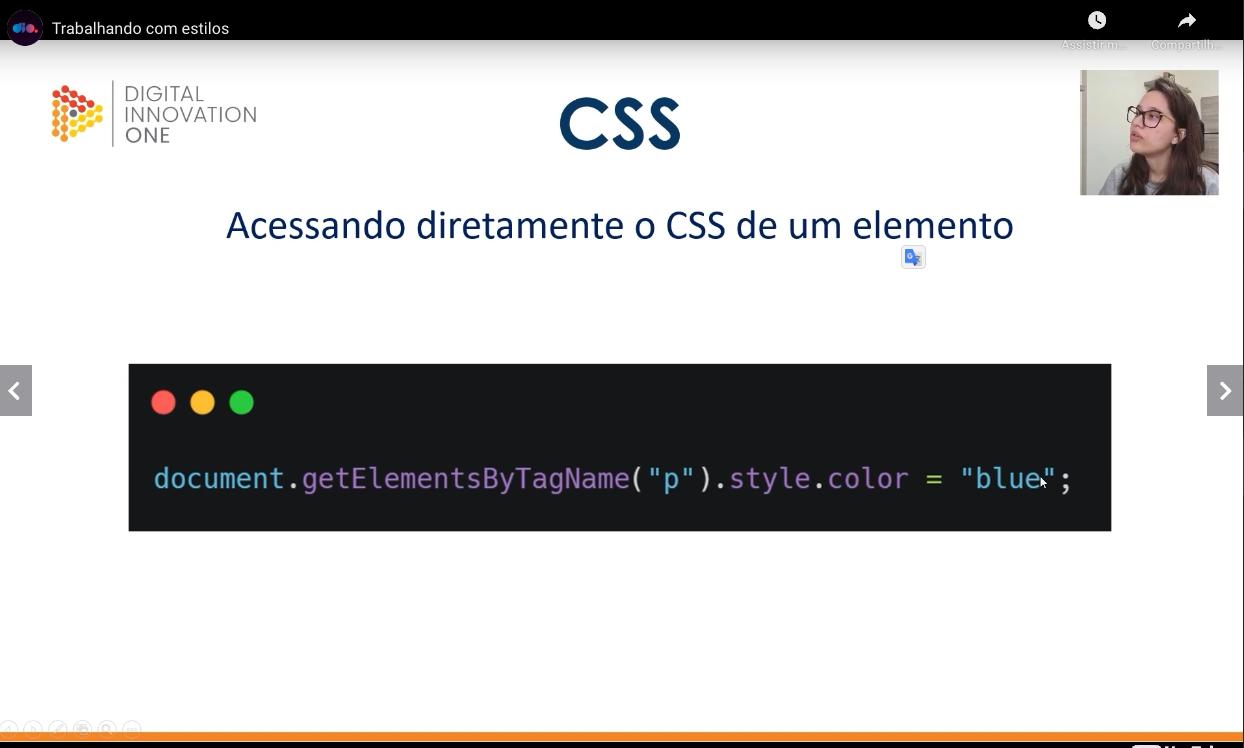 dio.
Trabalhando com estilos
Assistir m...
Compartilh...
DIGITAL
INNOVATION
ONE
CSS
Acessando diretamente o CSS de um elemento
document.getElementsByTagName("p").style.color = "blue";